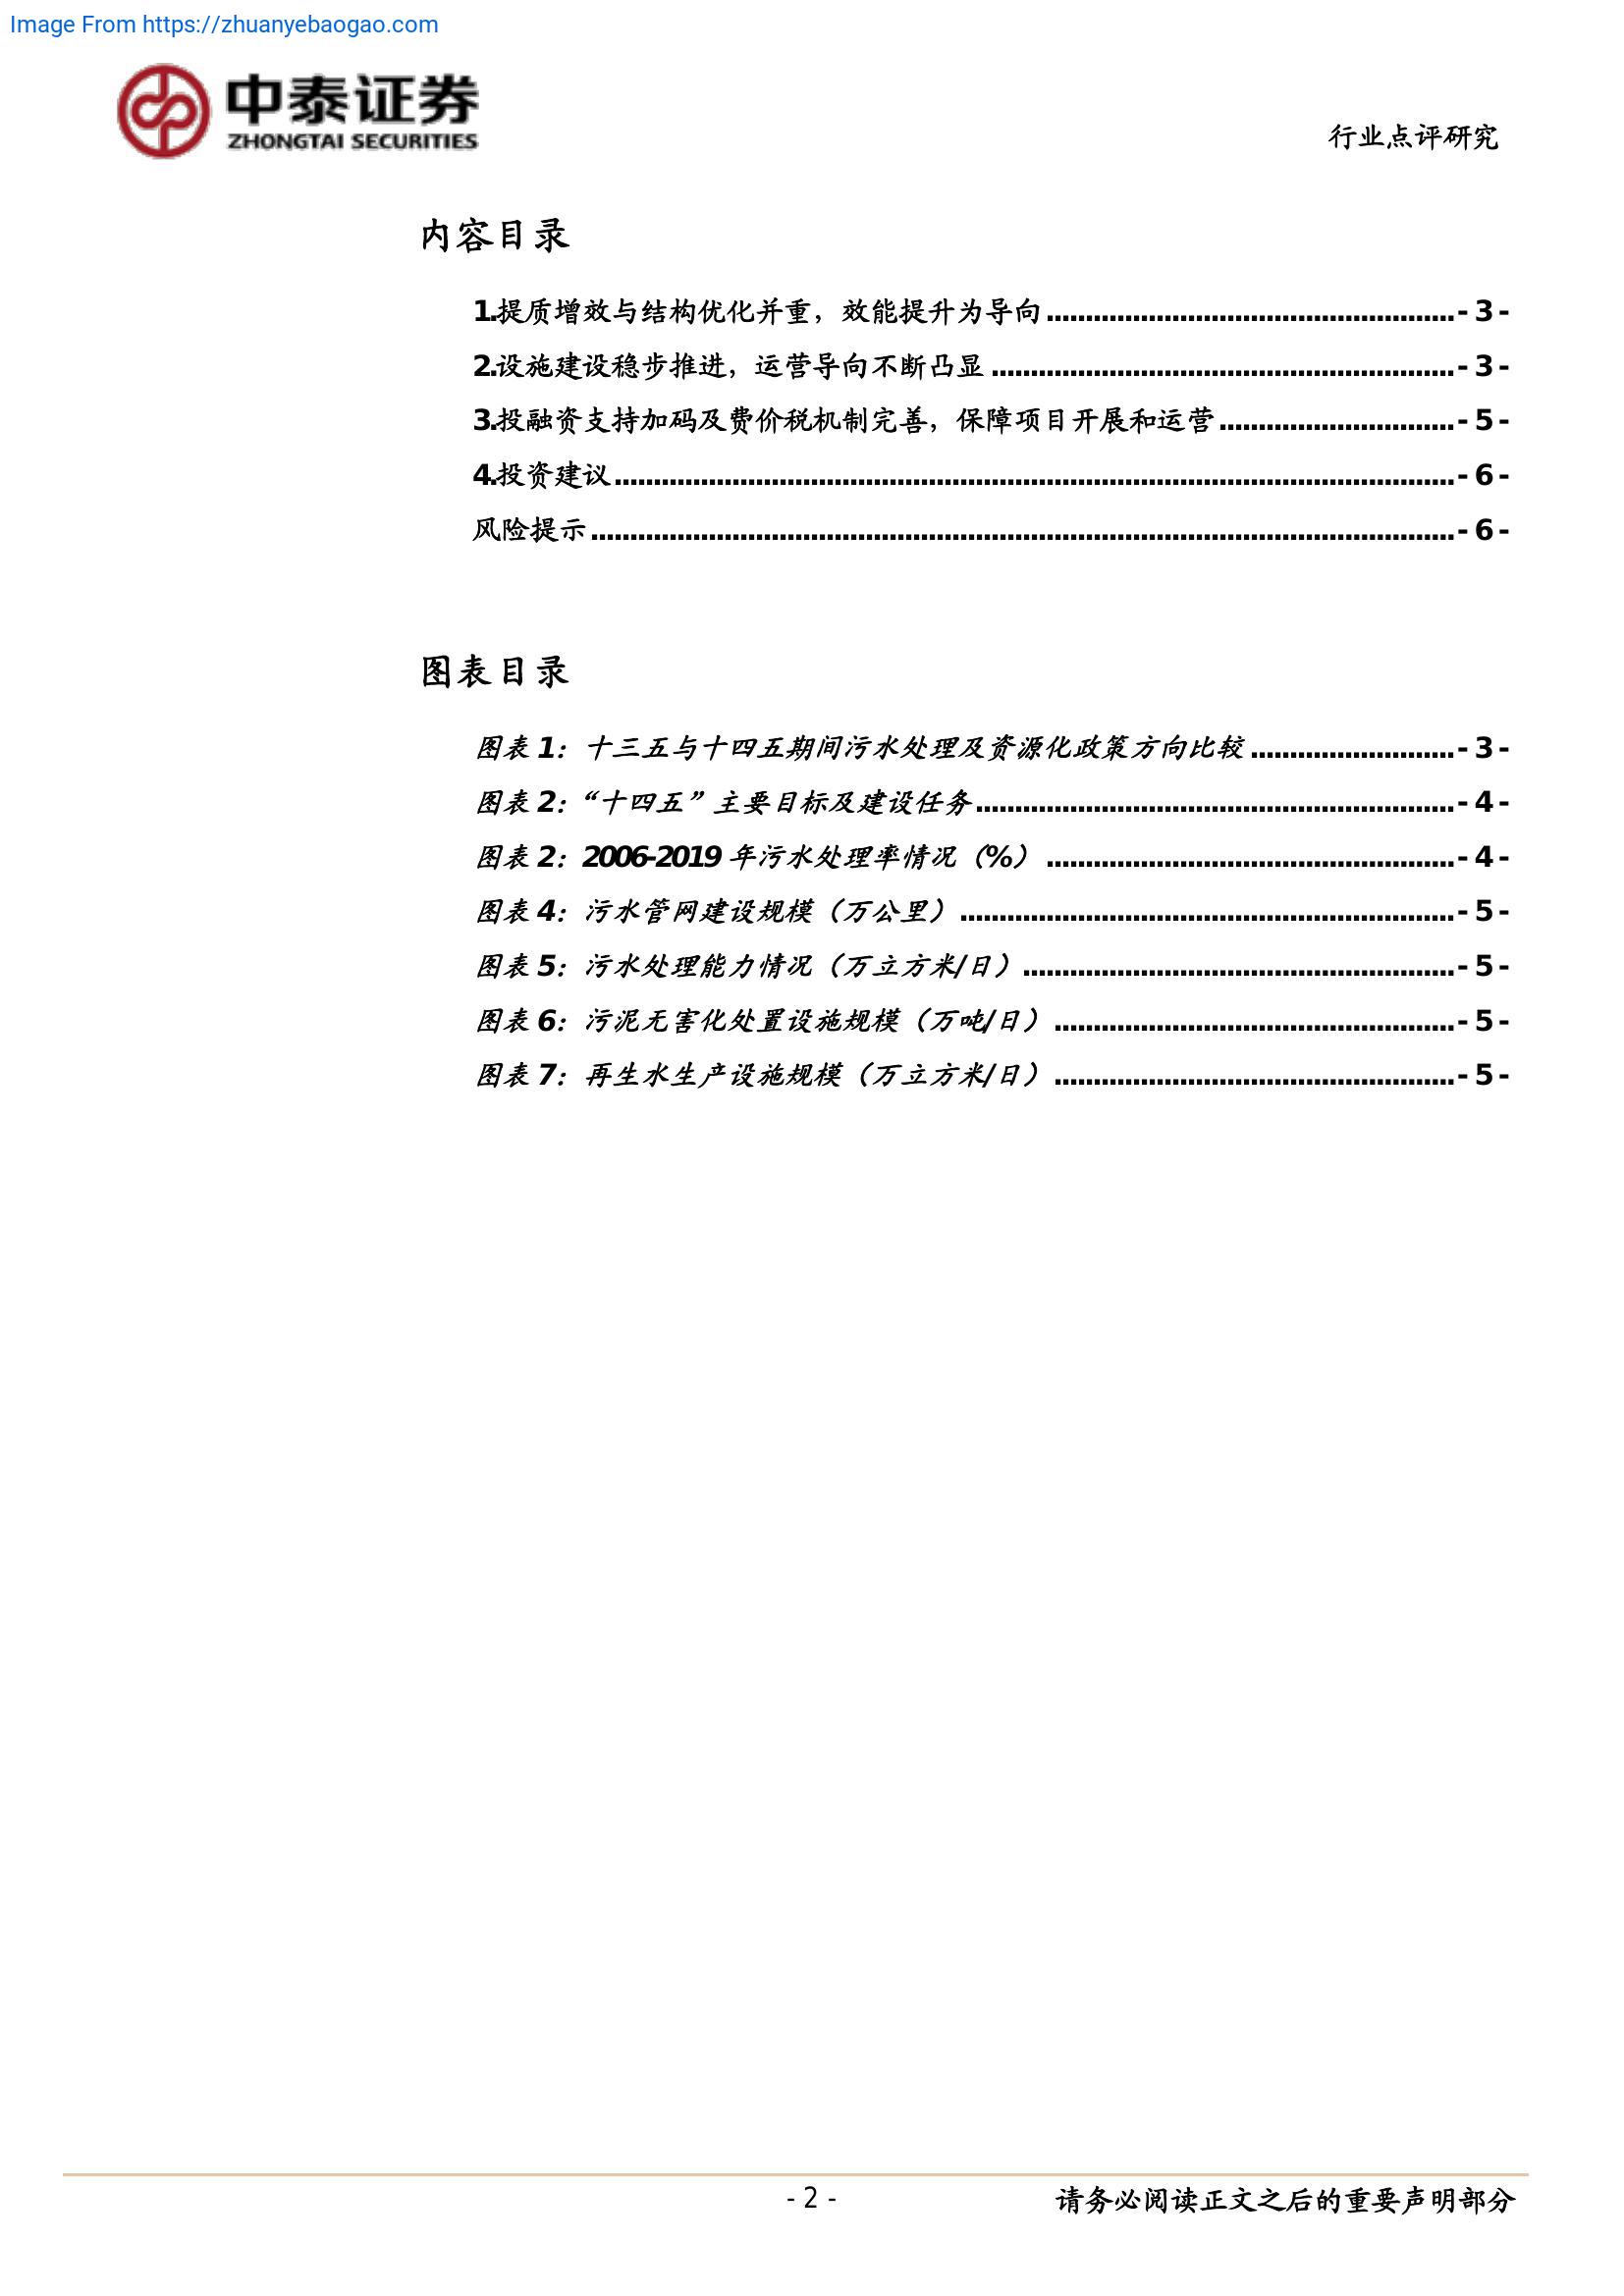 Image From https://zhuanyebaogao.com
中泰证券
ZHONGTAI SECURITIES
行业点评研究
内容目录
1.提质增效与结构优化并重，效能提升为导向 - 3 -
2.设施建设稳步推进，运营导向不断凸显 - 3 -
3.投融资支持加码及费价税机制完善，保障项目开展和运营 - 5 -
4.投资建议 - 6 -
风险提示 - 6 -
图表目录
图表 1：十三五与十四五期间污水处理及资源化政策方向比较 - 3 -
图表 2：“十四五”主要目标及建设任务 - 4 -
图表 2：2006-2019 年污水处理率情况（%） - 4 -
图表 4：污水管网建设规模（万公里） - 5 -
图表 5：污水处理能力情况（万立方米/日） - 5 -
图表 6：污泥无害化处置设施规模（万吨/日） - 5 -
图表 7：再生水生产设施规模（万立方米/日） - 5 -
- 2 -
请务必阅读正文之后的重要声明部分